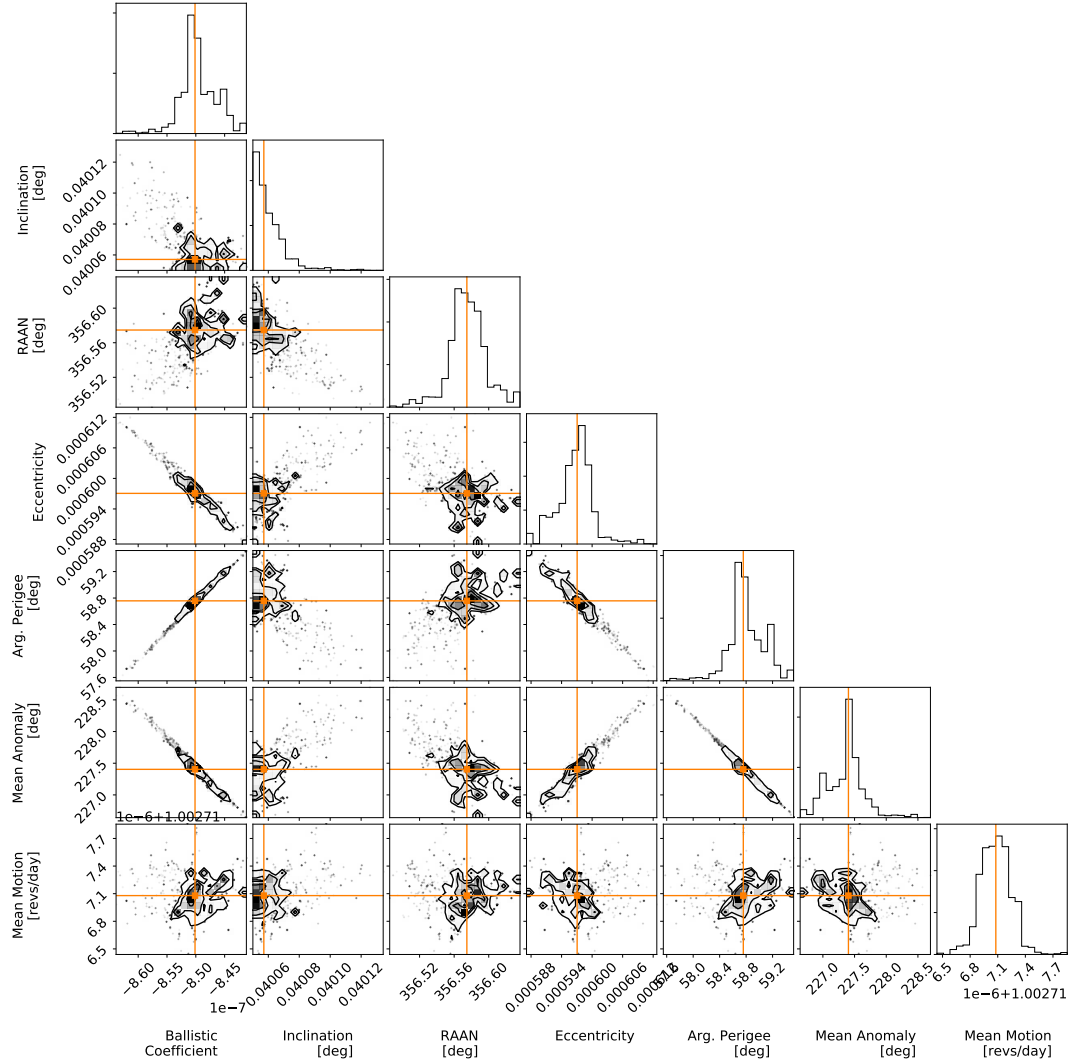 Inclination
[deg]
0.04012
0.04010
0.04008
0.04006
RAAN
[deg]
356.60
356.56
356.52
Eccentricity
0.000612
0.000606
0.000600
0.000594
0.000588
Arg. Perigee
[deg]
59.2
58.8
58.4
58.0
57.6
Mean Anomaly
[deg]
228.5
228.0
227.5
227.0
1e−6+1.00271
Mean Motion
[revs/day]
7.7
7.4
7.1
6.8
6.5
−8.60 −8.55 −8.50 −8.45
1e−7
0.04006 0.04008 0.04010 0.04012
356.52 356.56 356.60
0.000588 0.000594 0.000600 0.000606 0.000612
57.6 58.0 58.4 58.8 59.2
227.0 227.5 228.0 228.5
6.5 6.8 7.1 7.4 7.7
1e−6+1.00271
Ballistic
Coefficient
Inclination
[deg]
RAAN
[deg]
Eccentricity
Arg. Perigee
[deg]
Mean Anomaly
[deg]
Mean Motion
[revs/day]